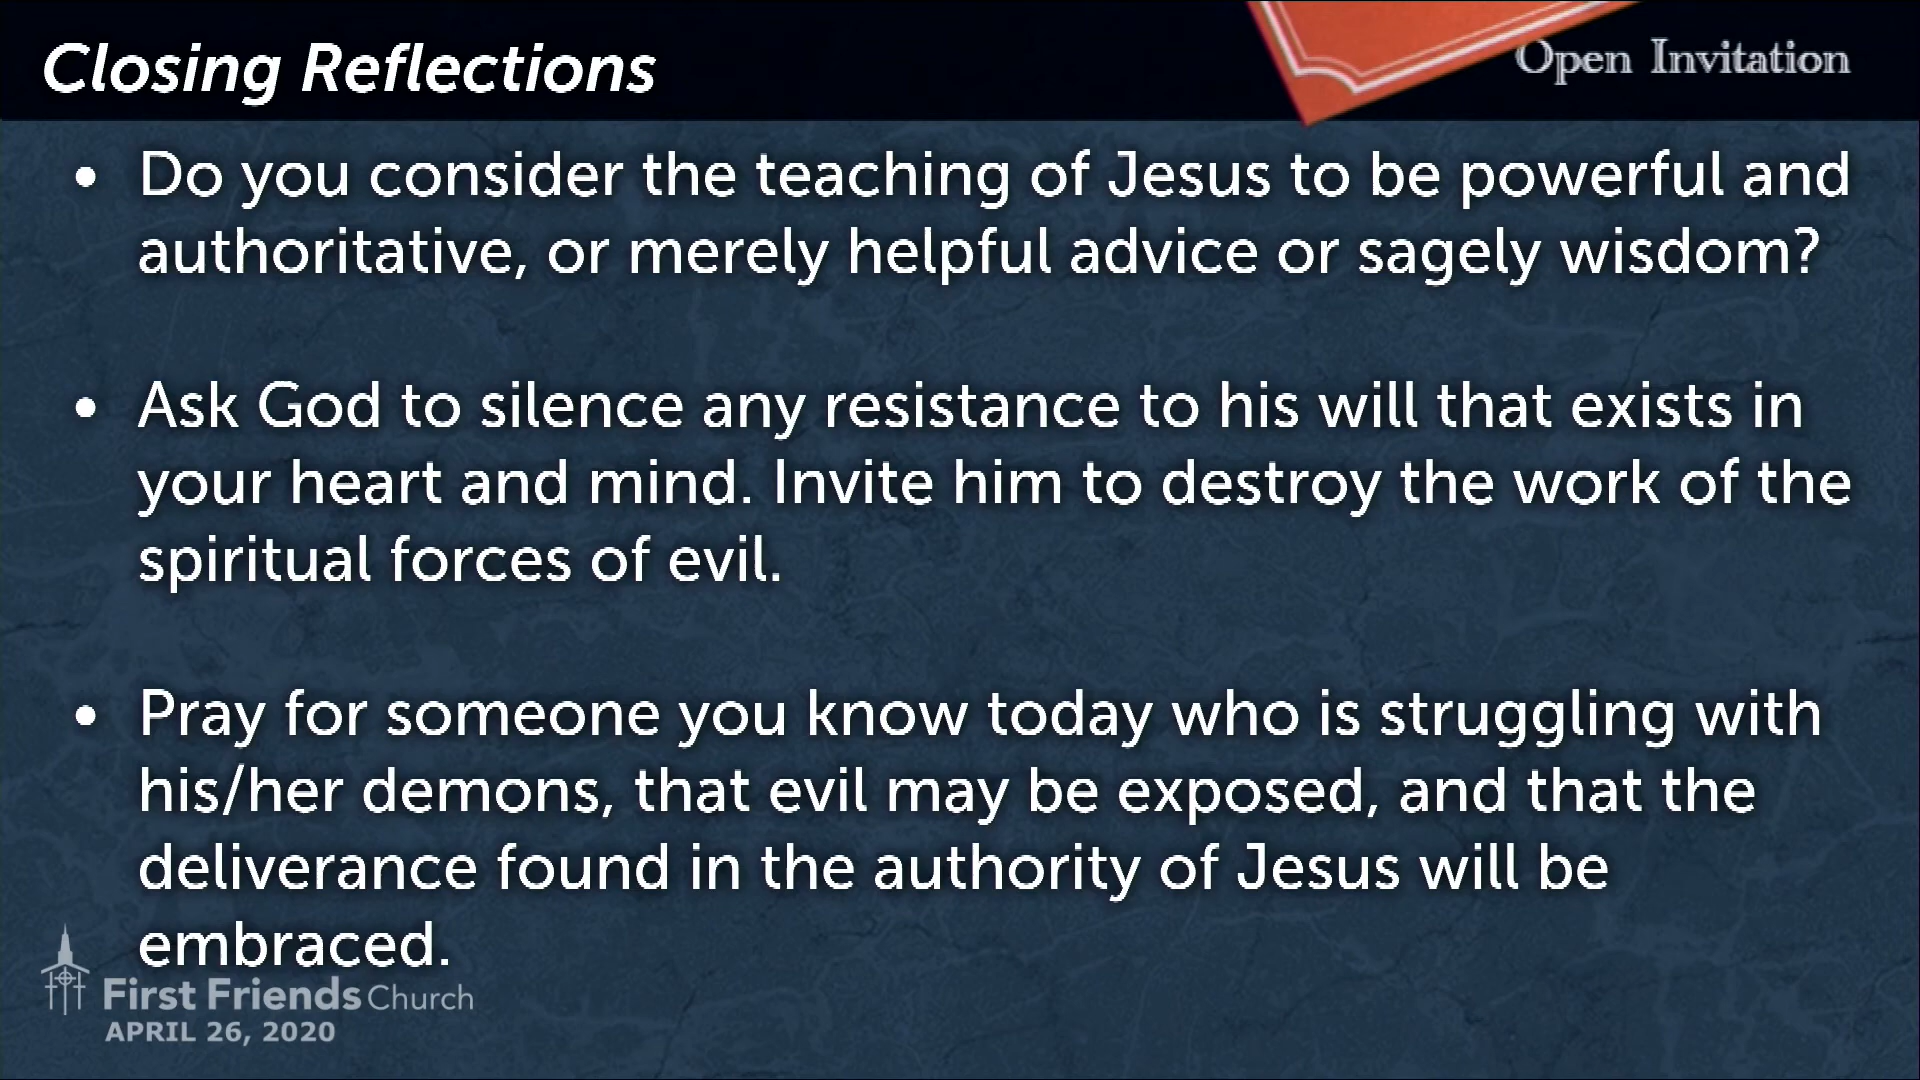 Closing Reflections
Open Invitation
• Do you consider the teaching of Jesus to be powerful and
authoritative, or merely helpful advice or sagely wisdom?
• Ask God to silence any resistance to his will that exists in
your heart and mind. Invite him to destroy the work of the
spiritual forces of evil.
• Pray for someone you know today who is struggling with
his/her demons, that evil may be exposed, and that the
deliverance found in the authority of Jesus will be
embraced.
First Friends Church
APRIL 26, 2020